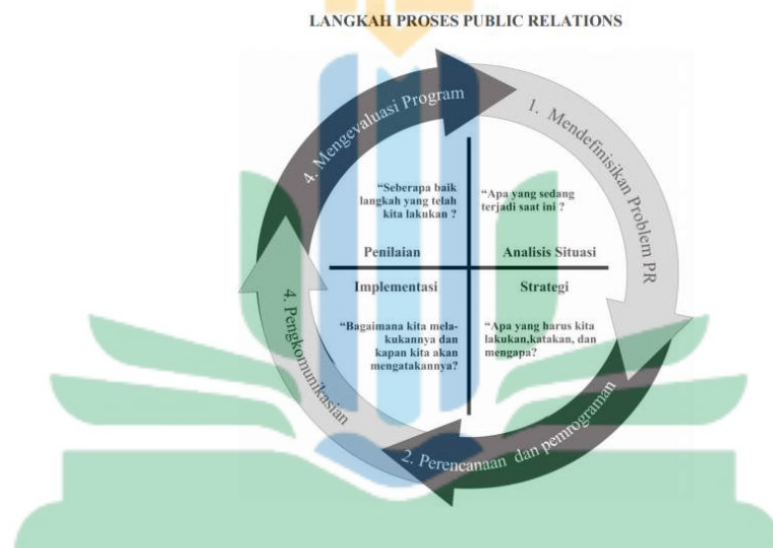 LANGKAH PROSES PUBLIC RELATIONS
4. Mengevaluasi Program
1. Mendefinisikan Problem PR
“Seberapa baik
langkah yang telah
kita lakukan ?
“Apa yang sedang
terjadi saat ini ?
Penilaian
Analisis Situasi
Implementasi
Strategi
“Bagaimana kita mela-
kukannya dan
kapan kita akan
mengatakannya?
“Apa yang harus kita
lakukan,katakan, dan
mengapa?
4. Pengkomunikasian
2. Perencanaan dan pemrograman